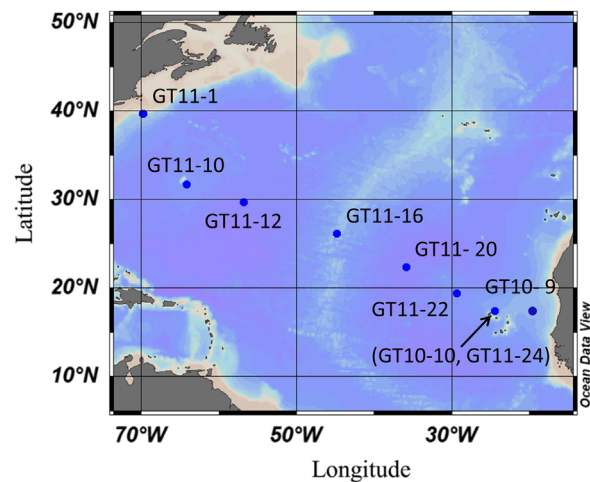 50°N
40°N
30°N
20°N
10°N
Latitude
GT11-1
GT11-10
GT11-12
GT11-16
GT11- 20
GT11-22
GT10- 9
(GT10-10, GT11-24)
70°W
50°W
30°W
Longitude
Ocean Data View